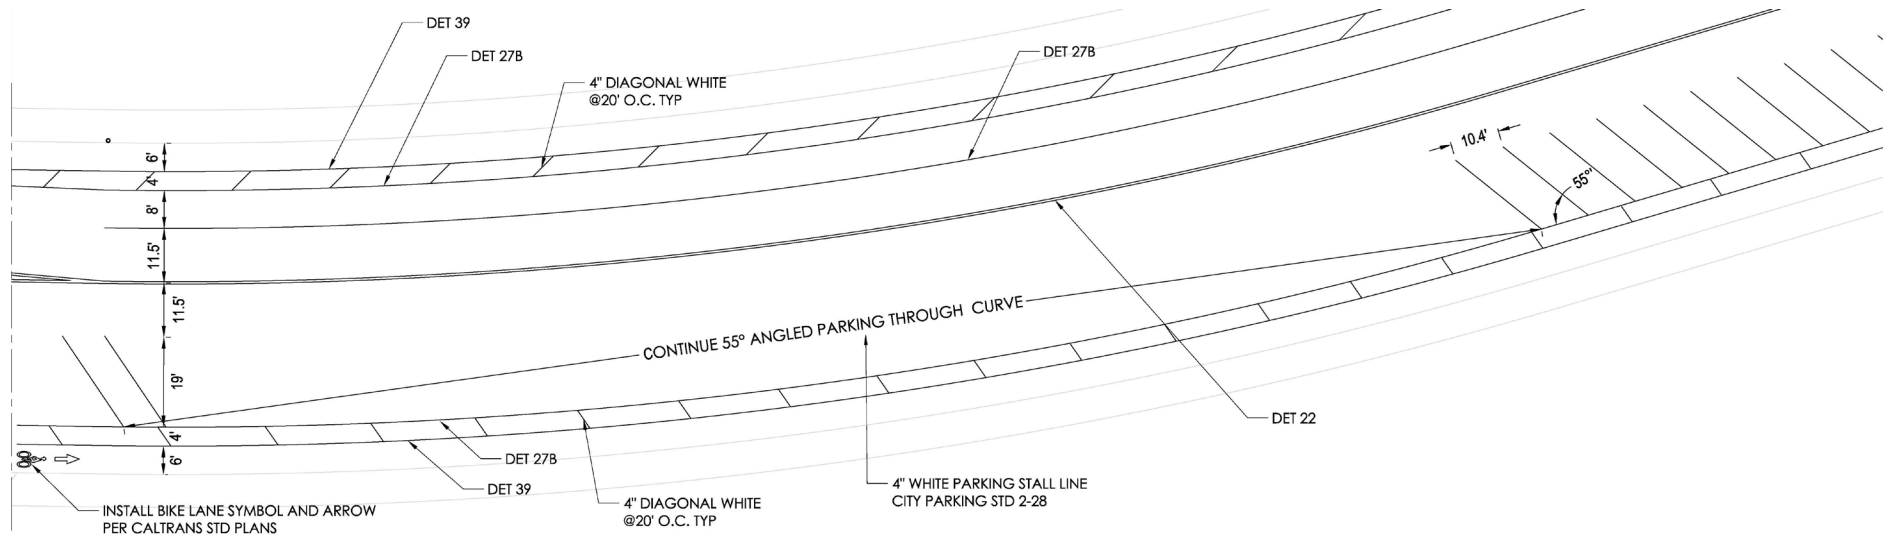 DET 39
DET 27B
4" DIAGONAL WHITE
@20' O.C. TYP
DET 27B
10.4'
55°
6'
4'
8'
11.5'
11.5'
19'
4'
6'
CONTINUE 55° ANGLED PARKING THROUGH CURVE
DET 22
DET 27B
DET 39
4" DIAGONAL WHITE
@20' O.C. TYP
4" WHITE PARKING STALL LINE
CITY PARKING STD 2-28
INSTALL BIKE LANE SYMBOL AND ARROW
PER CALTRANS STD PLANS